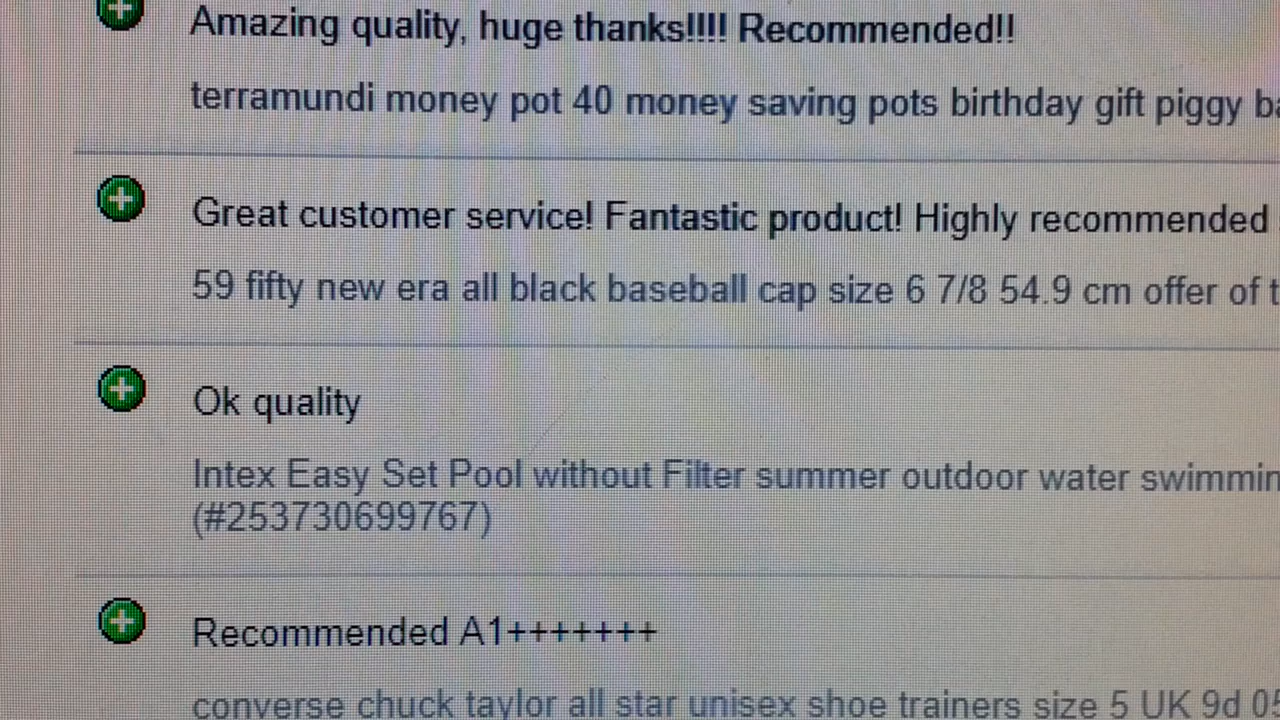 Amazing quality, huge thanks!!!! Recommended!!
terramundi money pot 40 money saving pots birthday gift piggy
Great customer service! Fantastic product! Highly recommended
59 fifty new era all black baseball cap size 6 7/8 54.9 cm offer of
Ok quality
Intex Easy Set Pool without Filter summer outdoor water
(#253730699767)
Recommended A1+++++++
converse chuck taylor all star unisex shoe trainers size 5 UK 9d